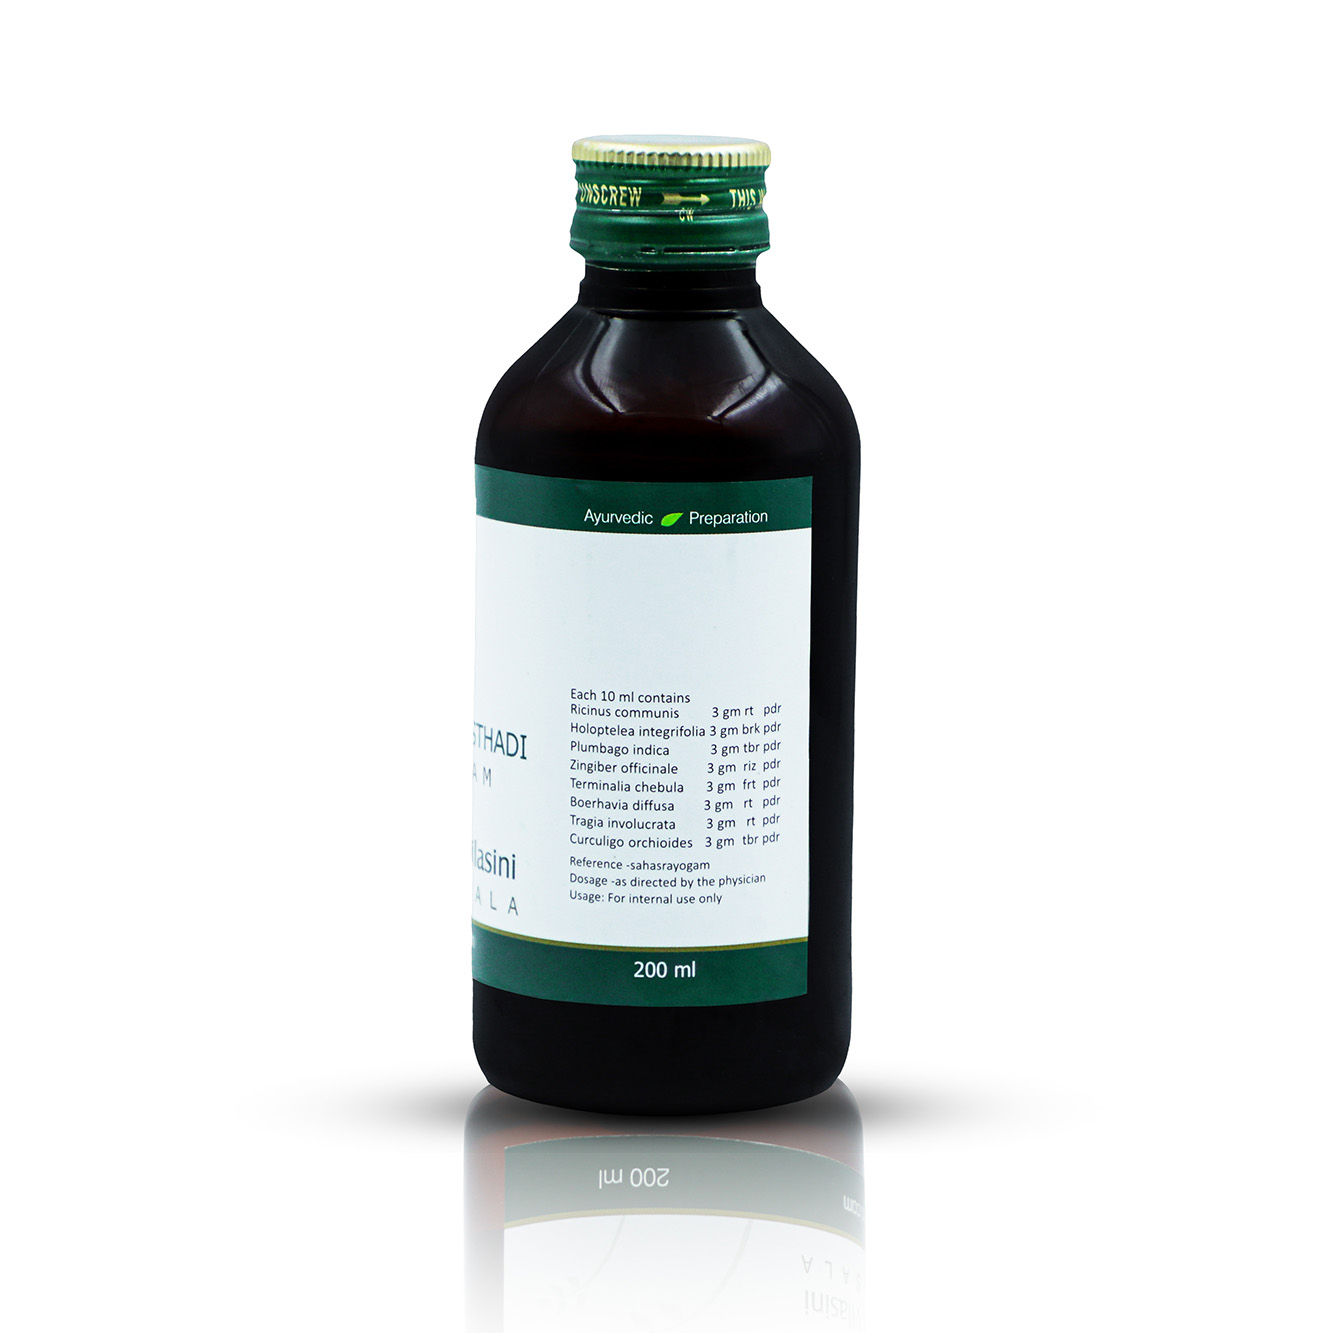 UNSCREW THIS
CW
Ayurvedic Preparation
STHADI
AM
lasini
ALA
Each 10 ml contains
Ricinus communis 3 gm rt pdr
Holoptelea integrifolia 3 gm brk pdr
Plumbago indica 3 gm tbr pdr
Zingiber officinale 3 gm riz pdr
Terminalia chebula 3 gm frt pdr
Boerhavia diffusa 3 gm rt pdr
Tragia involucrata 3 gm rt pdr
Curculigo orchioides 3 gm tbr pdr
Reference -sahasrayogam
Dosage -as directed by the physician
Usage: For internal use only
200 ml